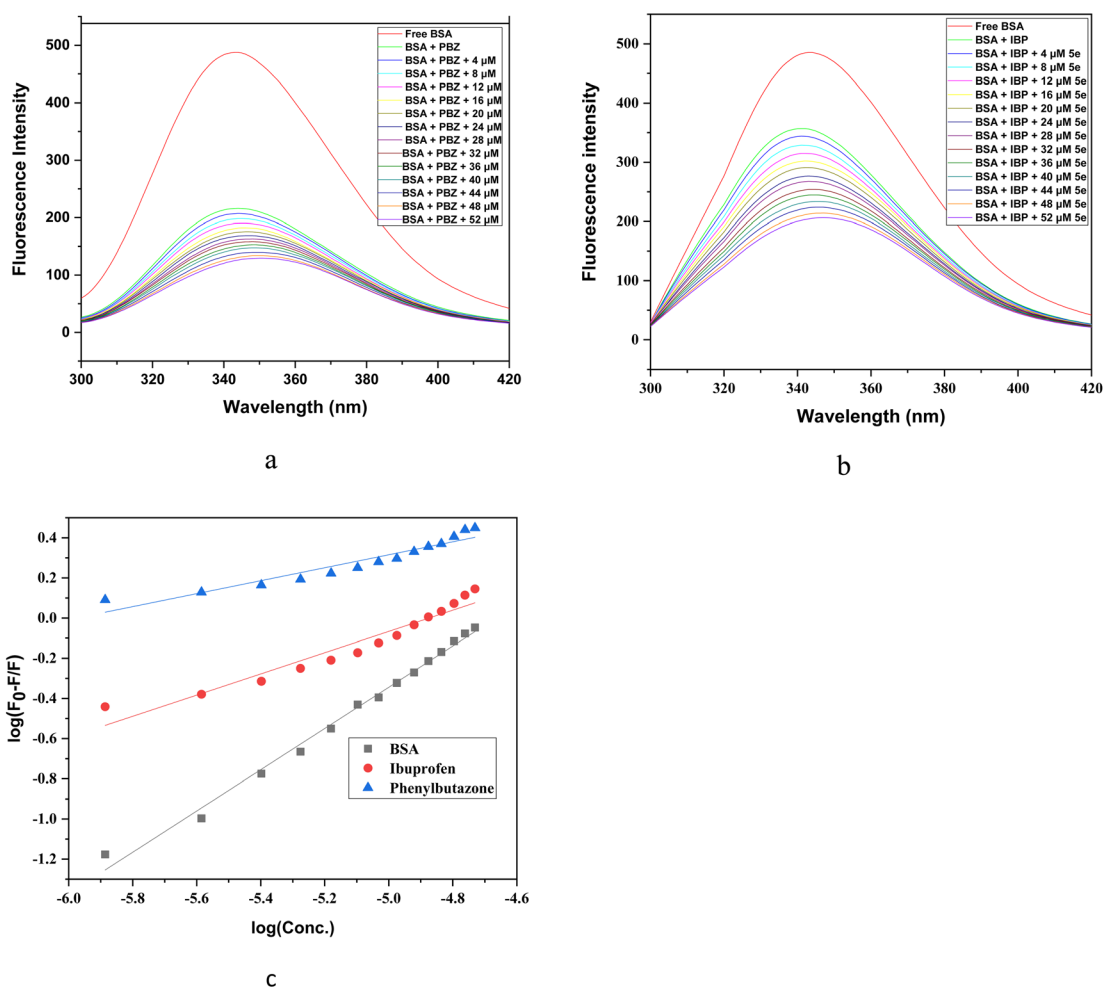 500
400
300
200
100
0
300
320
340
360
380
400
420
Fluorescence Intensity
Wavelength (nm)
Free BSA
BSA + PBZ
BSA + PBZ + 4 µM
BSA + PBZ + 8 µM
BSA + PBZ + 12 µM
BSA + PBZ + 16 µM
BSA + PBZ + 20 µM
BSA + PBZ + 24 µM
BSA + PBZ + 28 µM
BSA + PBZ + 32 µM
BSA + PBZ + 36 µM
BSA + PBZ + 40 µM
BSA + PBZ + 44 µM
BSA + PBZ + 48 µM
BSA + PBZ + 52 µM
a
500
400
300
200
100
0
300
320
340
360
380
400
420
Fluorescence intensity
Wavelength (nm)
Free BSA
BSA + IBP
BSA + IBP + 4 µM 5e
BSA + IBP + 8 µM 5e
BSA + IBP + 12 µM 5e
BSA + IBP + 16 µM 5e
BSA + IBP + 20 µM 5e
BSA + IBP + 24 µM 5e
BSA + IBP + 28 µM 5e
BSA + IBP + 32 µM 5e
BSA + IBP + 36 µM 5e
BSA + IBP + 40 µM 5e
BSA + IBP + 44 µM 5e
BSA + IBP + 48 µM 5e
BSA + IBP + 52 µM 5e
b
0.4
0.2
0.0
-0.2
-0.4
-0.6
-0.8
-1.0
-1.2
-6.0
-5.8
-5.6
-5.4
-5.2
-5.0
-4.8
-4.6
log(F0-F/F)
log(Conc.)
BSA
Ibuprofen
Phenylbutazone
c